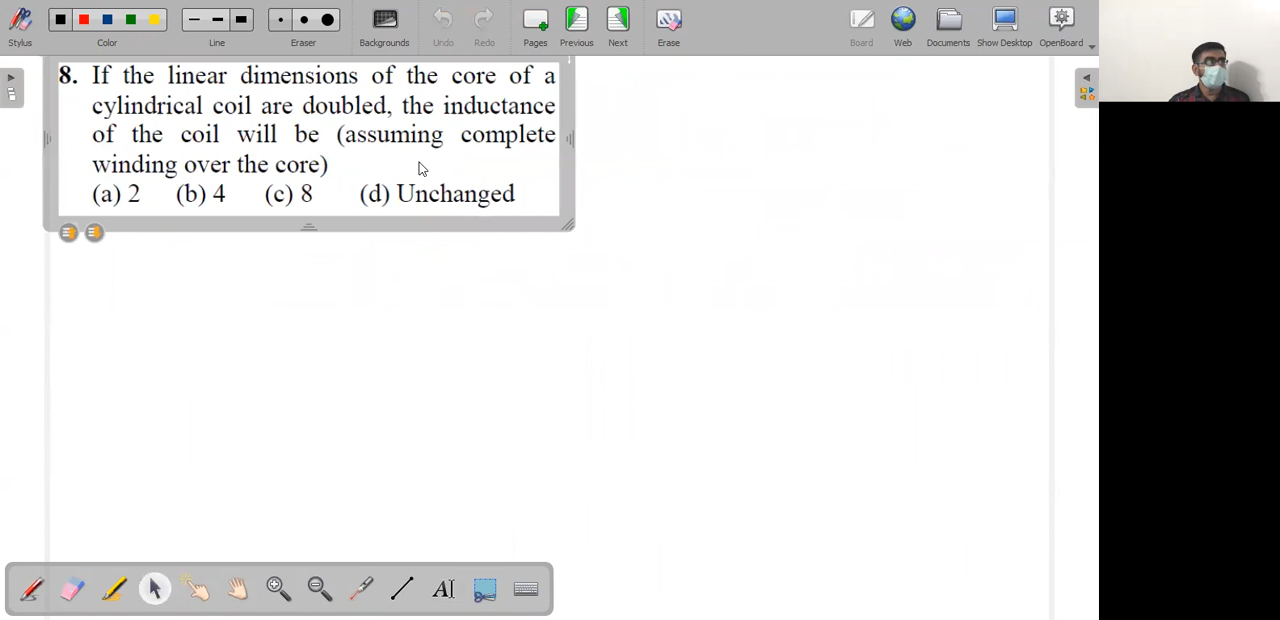 Stylus Color Line Eraser Backgrounds Undo Redo Pages Previous Next Erase Board Web Documents Show Desktop OpenBoard
8. If the linear dimensions of the core of a
cylindrical coil are doubled, the inductance
of the coil will be (assuming complete
winding over the core)
(a) 2 (b) 4 (c) 8 (d) Unchanged
AI